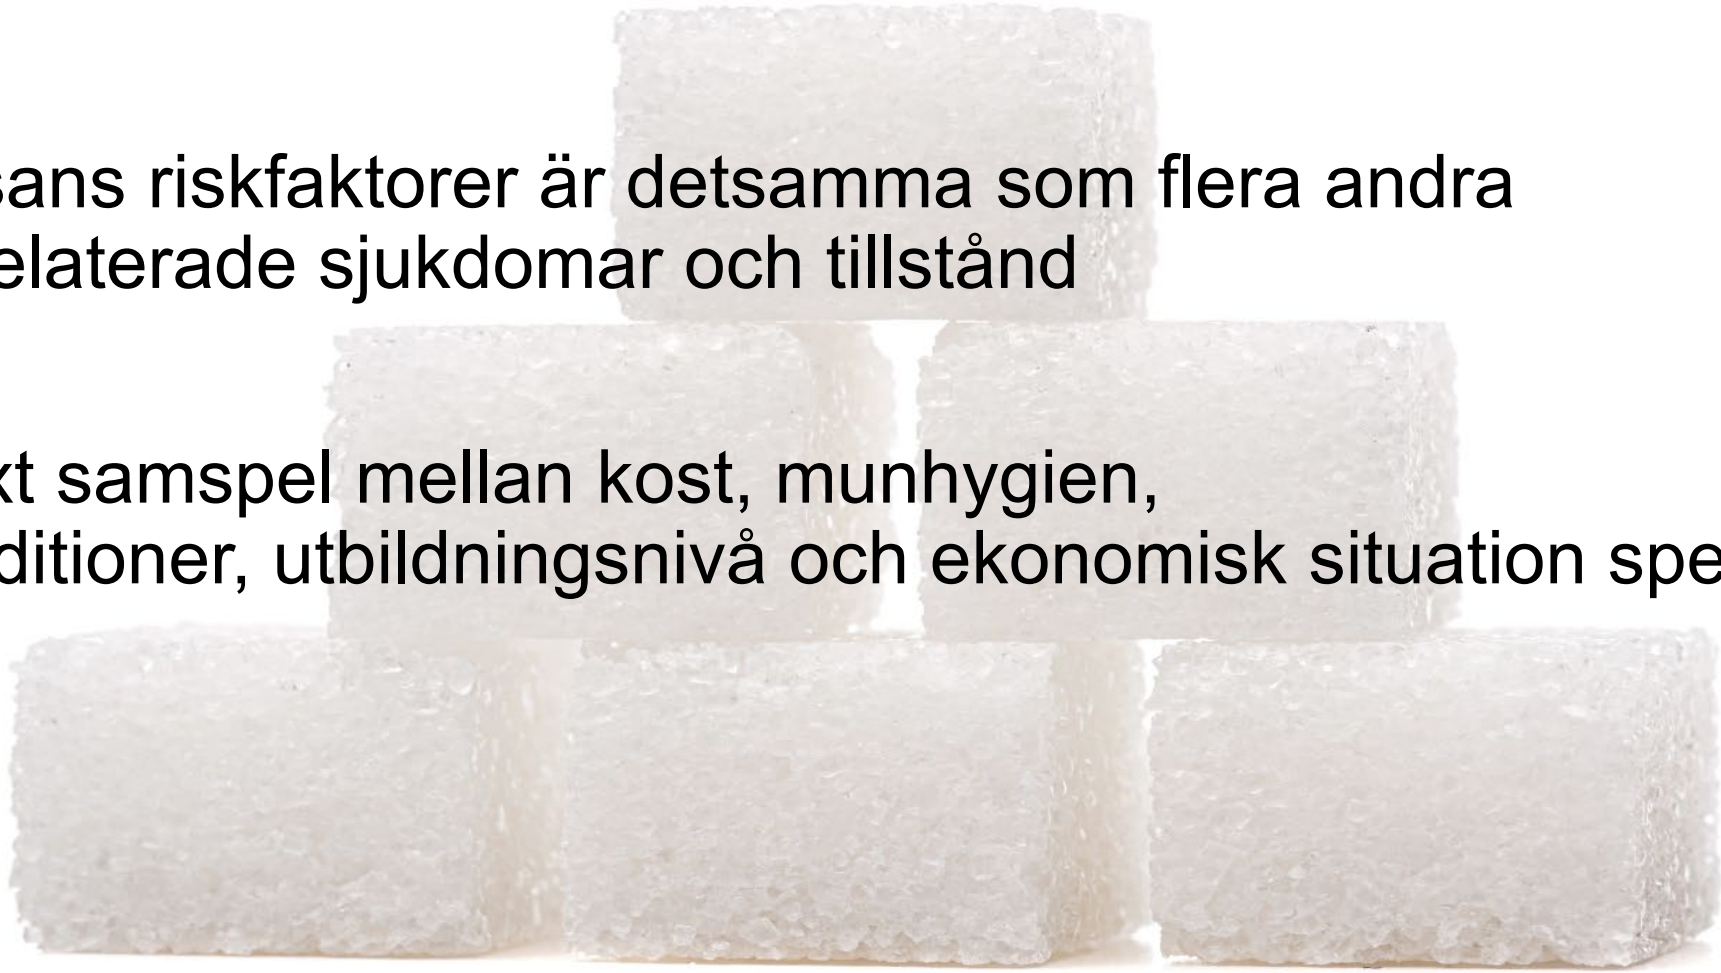 sans riskfaktorer är detsamma som flera andra
elaterade sjukdomar och tillstånd
xt samspel mellan kost, munhygien,
ditioner, utbildningsnivå och ekonomisk situation spe